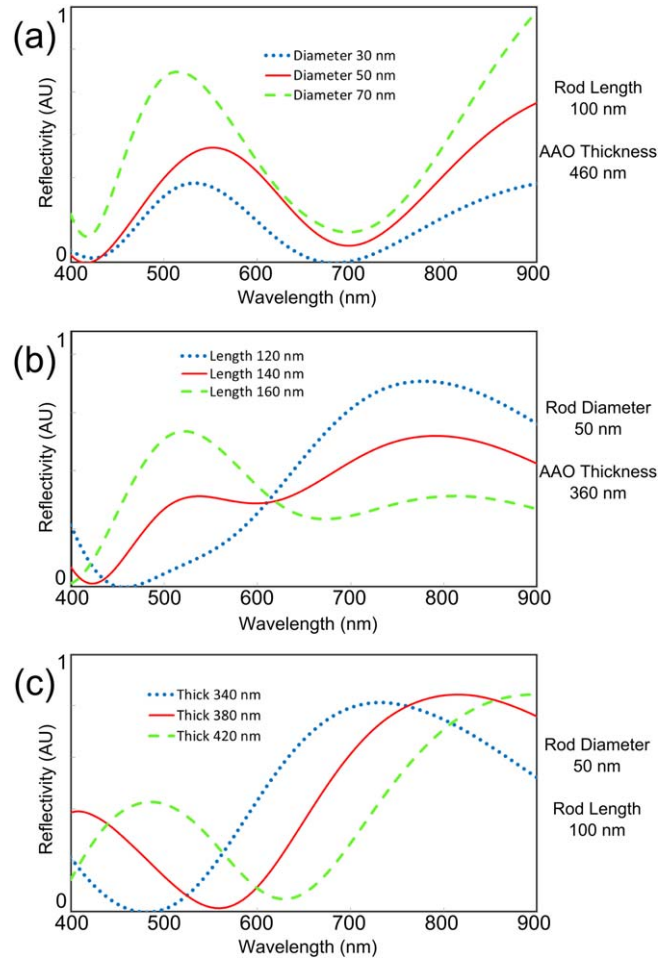 (a)
1
Diameter 30 nm
Diameter 50 nm
Diameter 70 nm
Reflectivity (AU)
0
400 500 600 700 800 900
Wavelength (nm)
Rod Length
100 nm
AAO Thickness
460 nm
(b)
1
Length 120 nm
Length 140 nm
Length 160 nm
Reflectivity (AU)
0
400 500 600 700 800 900
Wavelength (nm)
Rod Diameter
50 nm
AAO Thickness
360 nm
(c)
1
Thick 340 nm
Thick 380 nm
Thick 420 nm
Reflectivity (AU)
0
400 500 600 700 800 900
Wavelength (nm)
Rod Diameter
50 nm
Rod Length
100 nm